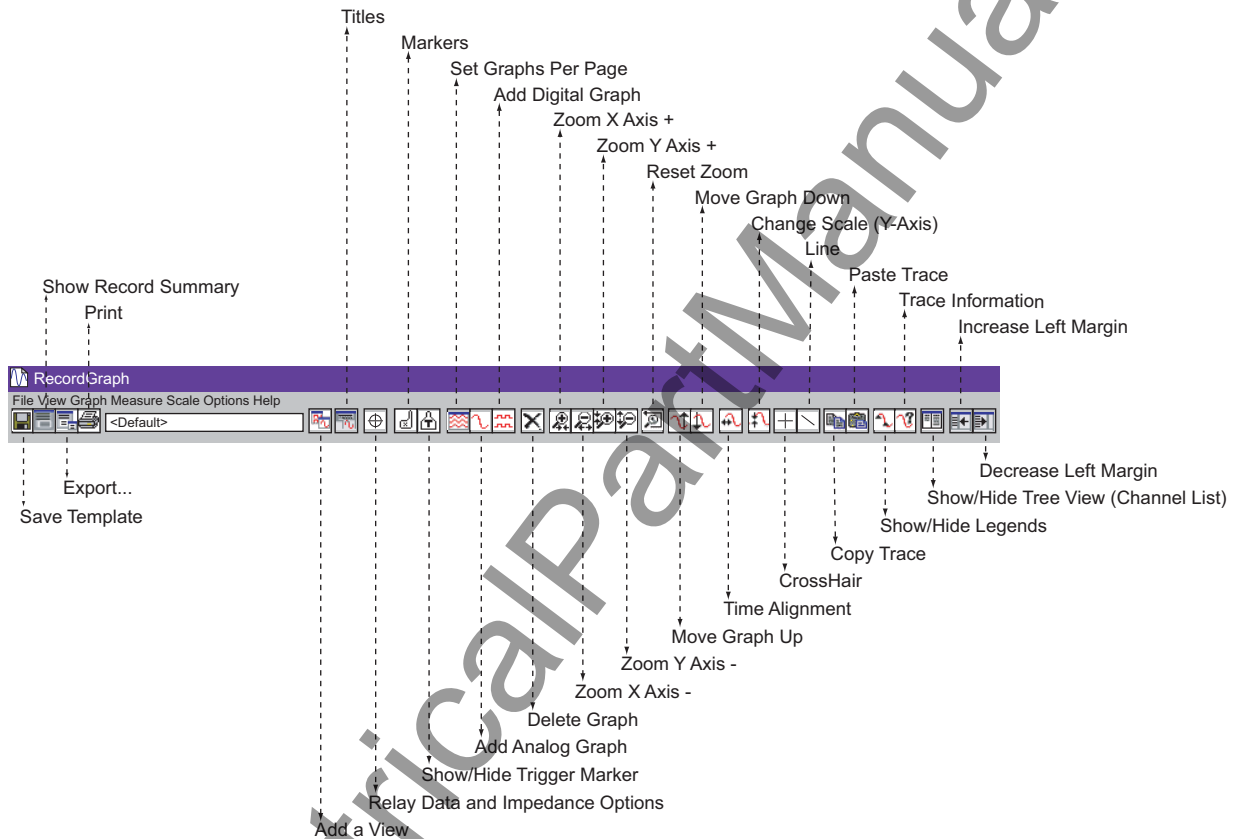 Titles
Markers
Set Graphs Per Page
Add Digital Graph
Zoom X Axis +
Zoom Y Axis +
Reset Zoom
Move Graph Down
Change Scale (Y-Axis)
Line
Paste Trace
Trace Information
Increase Left Margin
Show Record Summary
Print
RecordGraph
File View Graph Measure Scale Options Help
<Default>
Export...
Save Template
Decrease Left Margin
Show/Hide Tree View (Channel List)
Show/Hide Legends
Copy Trace
CrossHair
Time Alignment
Move Graph Up
Zoom Y Axis -
Zoom X Axis -
Delete Graph
Add Analog Graph
Show/Hide Trigger Marker
Relay Data and Impedance Options
Add a View